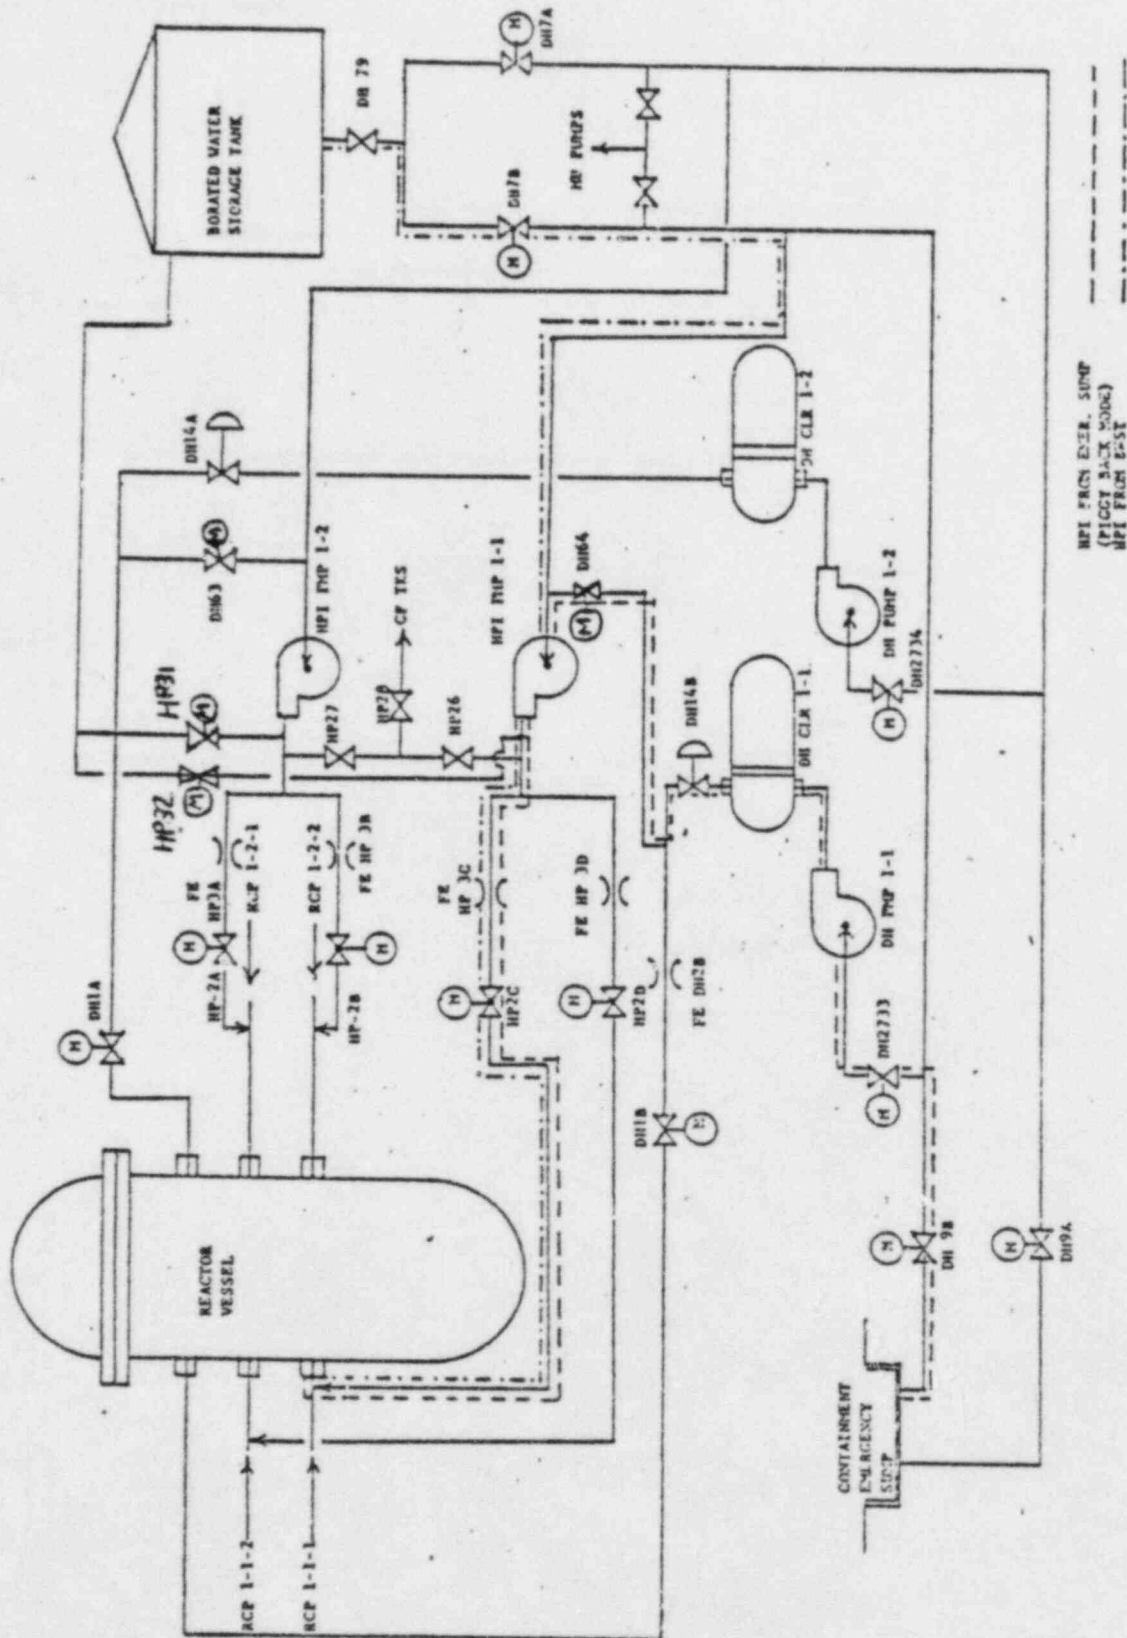 BORATED WATER
STORAGE TANK
DH 79
DH7A
M
DH7B
M
MU PUMPS
DH14A
DH63
M
HPI PMP 1-2
HP31
M
HP32
M
HP27
HP28
CF TKS
HP26
HPI PMP 1-1
DH64
M
DH CLR 1-2
DH PUMP 1-2
DH2734
M
DH14B
DH CLR 1-1
DH PMP 1-1
DH2733
M
DH1A
M
FE
HP3A
RCP 1-2-1
RCP 1-2-2
FE HP 3B
M
HP-2A
M
HP-2B
FE
HP 3C
M
HP2C
FE HP 3D
M
HP2D
FE DH2B
DH1B
M
REACTOR
VESSEL
RCP 1-1-2
RCP 1-1-1
CONTAINMENT
EMERGENCY
SUMP
M
DH 9B
M
DH9A
HPI FROM EMER. SUMP
(PIGGY BACK MODE)
HPI FROM